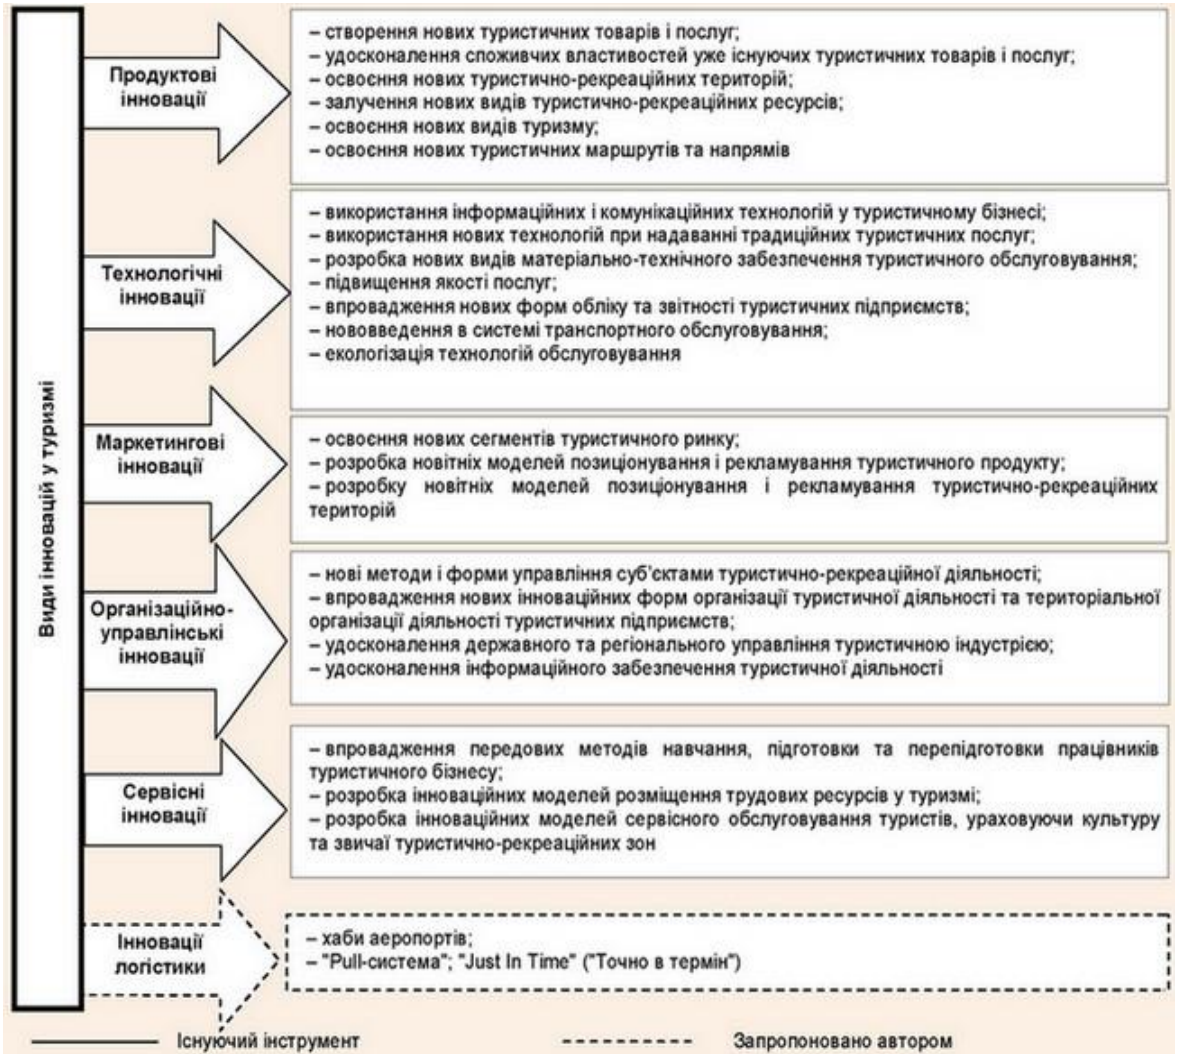 Види інновацій у туризмі
Продуктові
інновації
– створення нових туристичних товарів і послуг;
– удосконалення споживчих властивостей уже існуючих туристичних товарів і послуг;
– освоєння нових туристично-рекреаційних територій;
– залучення нових видів туристично-рекреаційних ресурсів;
– освоєння нових видів туризму;
– освоєння нових туристичних маршрутів та напрямів
Технологічні
інновації
– використання інформаційних і комунікаційних технологій у туристичному бізнесі;
– використання нових технологій при надаванні традиційних туристичних послуг;
– розробка нових видів матеріально-технічного забезпечення туристичного обслуговування;
– підвищення якості послуг;
– впровадження нових форм обліку та звітності туристичних підприємств;
– нововведення в системі транспортного обслуговування;
– екологізація технологій обслуговування
Маркетингові
інновації
– освоєння нових сегментів туристичного ринку;
– розробка новітніх моделей позиціонування і рекламування туристичного продукту;
– розробку новітніх моделей позиціонування і рекламування туристично-рекреаційних
територій
Організаційно-
управлінські
інновації
– нові методи і форми управління суб'єктами туристично-рекреаційної діяльності;
– впровадження нових інноваційних форм організації туристичної діяльності та територіальної
організації діяльності туристичних підприємств;
– удосконалення державного та регіонального управління туристичною індустрією;
– удосконалення інформаційного забезпечення туристичної діяльності
Сервісні
інновації
– впровадження передових методів навчання, підготовки та перепідготовки працівників
туристичного бізнесу;
– розробка інноваційних моделей розміщення трудових ресурсів у туризмі;
– розробка інноваційних моделей сервісного обслуговування туристів, ураховуючи культуру
та звичаї туристично-рекреаційних зон
Інновації
логістики
– хаби аеропортів;
– "Pull-система"; "Just In Time" ("Точно в термін")
Існуючий інструмент
Запропоновано автором